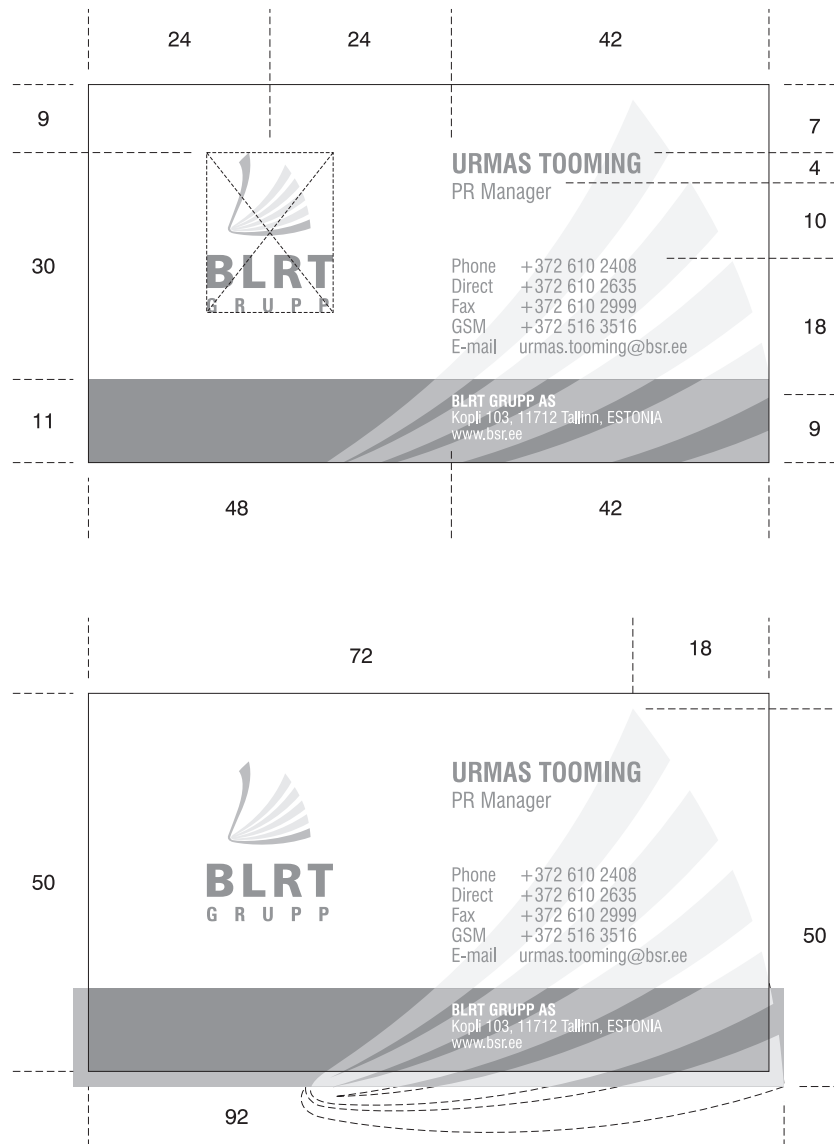 24 24 42
9
7
URMAS TOOMING
4
PR Manager
10
30
BLRT
GRUPP
Phone +372 610 2408
Direct +372 610 2635
Fax +372 610 2999
GSM +372 516 3516
E-mail urmas.tooming@bsr.ee
18
11
BLRT GRUPP AS
Kopli 103, 11712 Tallinn, ESTONIA
www.bsr.ee
9
48 42
72 18
URMAS TOOMING
PR Manager
50
BLRT
GRUPP
Phone +372 610 2408
Direct +372 610 2635
Fax +372 610 2999
GSM +372 516 3516
E-mail urmas.tooming@bsr.ee
50
BLRT GRUPP AS
Kopli 103, 11712 Tallinn, ESTONIA
www.bsr.ee
92